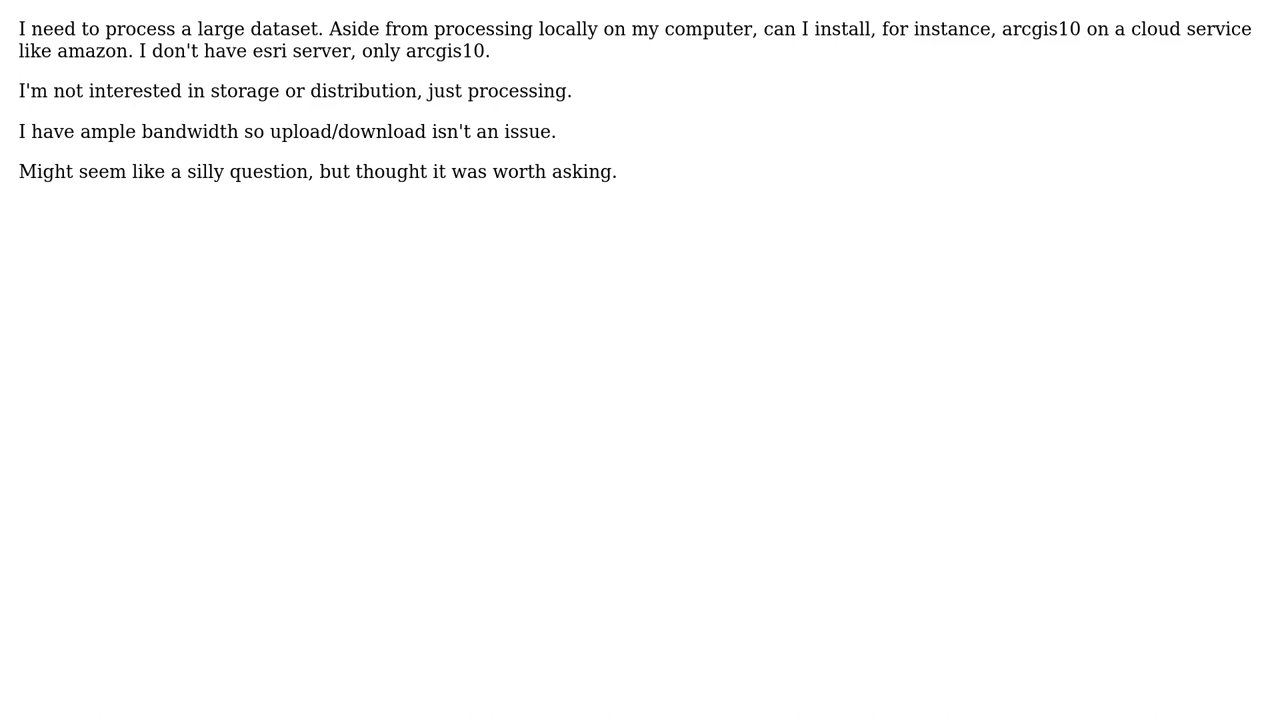 I need to process a large dataset. Aside from processing locally on my computer, can I install, for instance, arcgis10 on a cloud service
like amazon. I don't have esri server, only arcgis10.
I'm not interested in storage or distribution, just processing.
I have ample bandwidth so upload/download isn't an issue.
Might seem like a silly question, but thought it was worth asking.